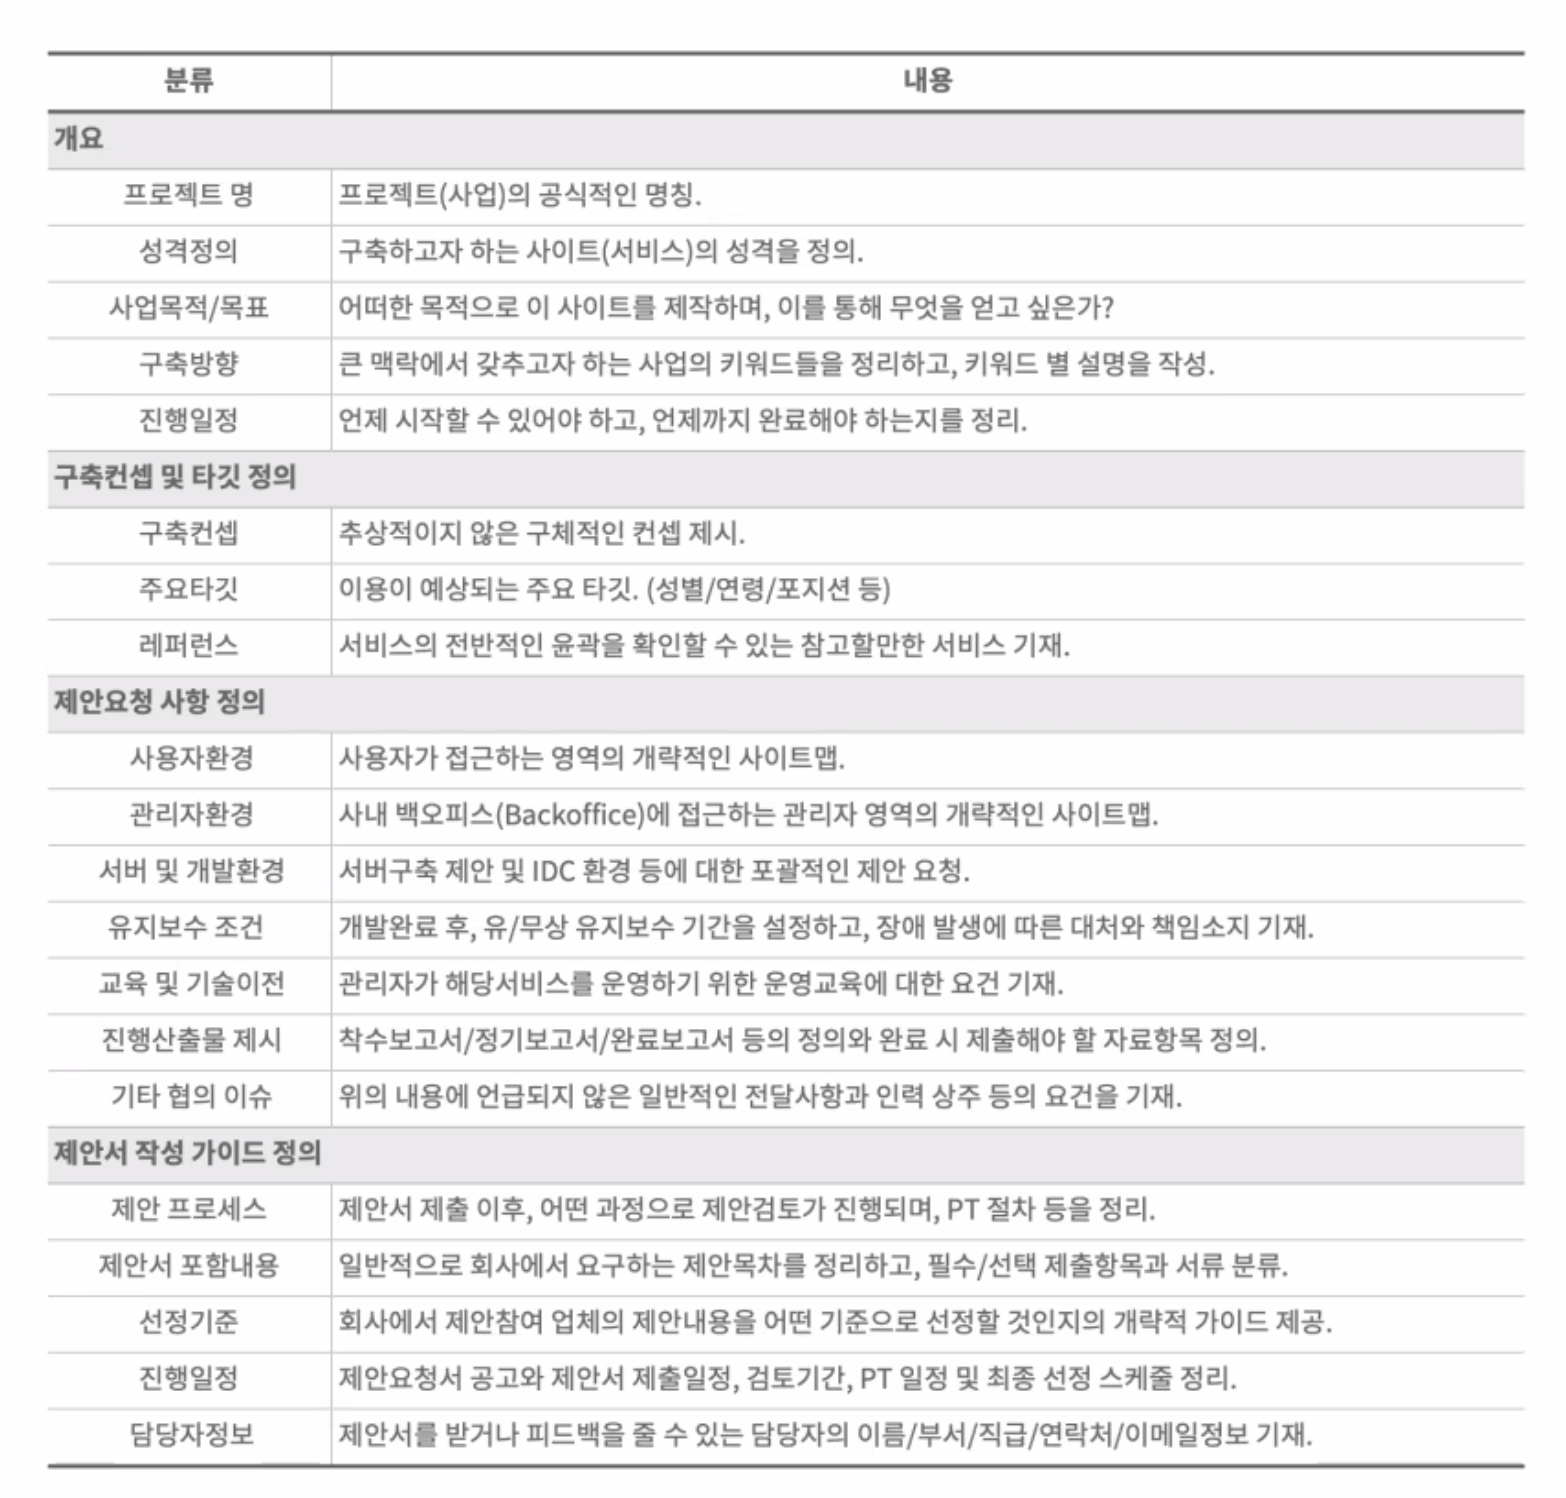 분류 내용
개요
프로젝트 명 프로젝트(사업)의 공식적인 명칭.
성격정의 구축하고자 하는 사이트(서비스)의 성격을 정의.
사업목적/목표 어떠한 목적으로 이 사이트를 제작하며, 이를 통해 무엇을 얻고 싶은가?
구축방향 큰 맥락에서 갖추고자 하는 사업의 키워드들을 정리하고, 키워드 별 설명을 작성.
진행일정 언제 시작할 수 있어야 하고, 언제까지 완료해야 하는지를 정리.
구축컨셉 및 타깃 정의
구축컨셉 추상적이지 않은 구체적인 컨셉 제시.
주요타깃 이용이 예상되는 주요 타깃. (성별/연령/포지션 등)
레퍼런스 서비스의 전반적인 윤곽을 확인할 수 있는 참고할만한 서비스 기재.
제안요청 사항 정의
사용자환경 사용자가 접근하는 영역의 개략적인 사이트맵.
관리자환경 사내 백오피스(Backoffice)에 접근하는 관리자 영역의 개략적인 사이트맵.
서버 및 개발환경 서버구축 제안 및 IDC 환경 등에 대한 포괄적인 제안 요청.
유지보수 조건 개발완료 후, 유/무상 유지보수 기간을 설정하고, 장애 발생에 따른 대처와 책임소지 기재.
교육 및 기술이전 관리자가 해당서비스를 운영하기 위한 운영교육에 대한 요건 기재.
진행산출물 제시 착수보고서/정기보고서/완료보고서 등의 정의와 완료 시 제출해야 할 자료항목 정의.
기타 협의 이슈 위의 내용에 언급되지 않은 일반적인 전달사항과 인력 상주 등의 요건을 기재.
제안서 작성 가이드 정의
제안 프로세스 제안서 제출 이후, 어떤 과정으로 제안검토가 진행되며, PT 절차 등을 정리.
제안서 포함내용 일반적으로 회사에서 요구하는 제안목차를 정리하고, 필수/선택 제출항목과 서류 분류.
선정기준 회사에서 제안참여 업체의 제안내용을 어떤 기준으로 선정할 것인지의 개략적 가이드 제공.
진행일정 제안요청서 공고와 제안서 제출일정, 검토기간, PT 일정 및 최종 선정 스케줄 정리.
담당자정보 제안서를 받거나 피드백을 줄 수 있는 담당자의 이름/부서/직급/연락처/이메일정보 기재.